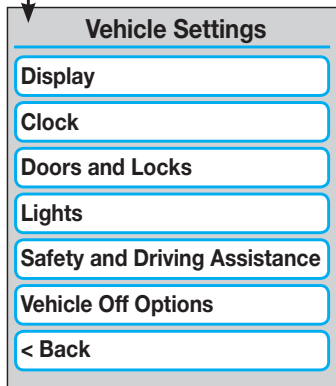 Vehicle Settings
Display
Clock
Doors and Locks
Lights
Safety and Driving Assistance
Vehicle Off Options
< Back